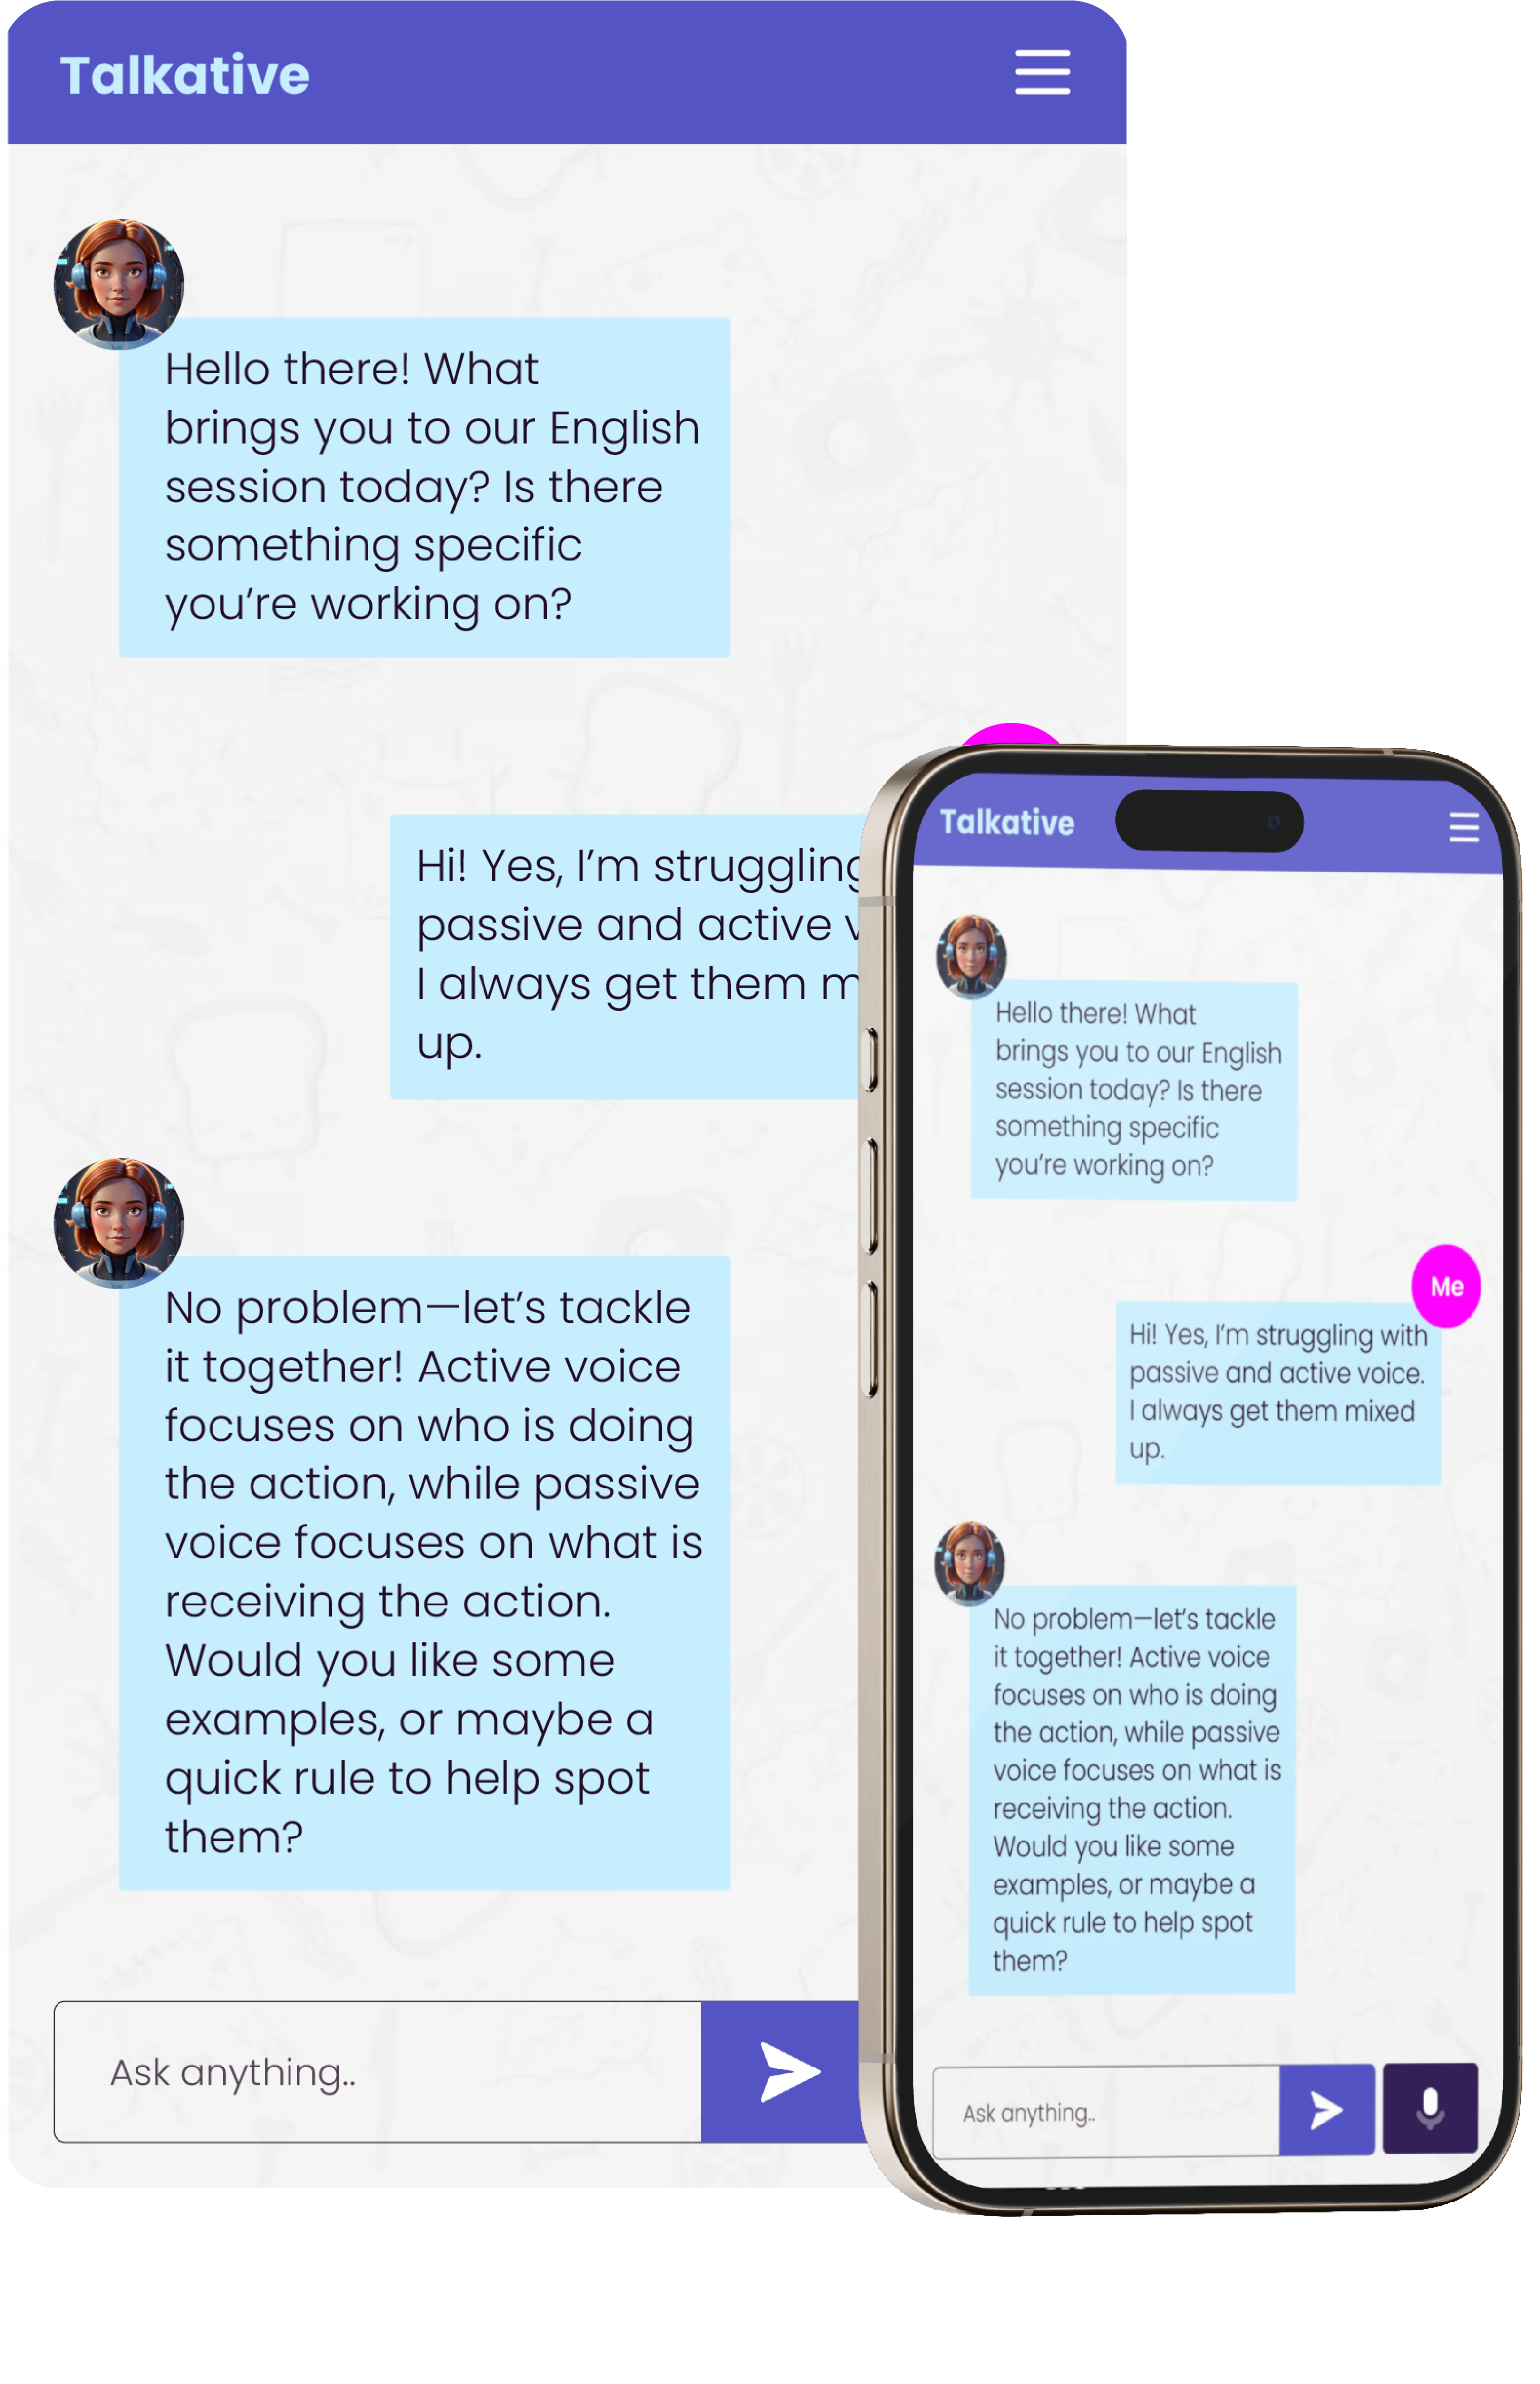 Talkative
Hello there! What
brings you to our English
session today? Is there
something specific
you’re working on?
Hi! Yes, I’m struggling
passive and active v
I always get them m
up.
No problem—let’s tackle
it together! Active voice
focuses on who is doing
the action, while passive
voice focuses on what is
receiving the action.
Would you like some
examples, or maybe a
quick rule to help spot
them?
Ask anything..
Talkative
Hello there! What
brings you to our English
session today? Is there
something specific
you’re working on?
Me
Hi! Yes, I’m struggling with
passive and active voice.
I always get them mixed
up.
No problem—let’s tackle
it together! Active voice
focuses on who is doing
the action, while passive
voice focuses on what is
receiving the action.
Would you like some
examples, or maybe a
quick rule to help spot
them?
Ask anything..